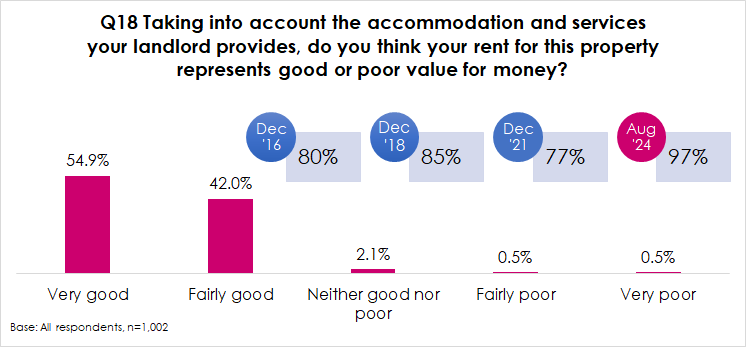 Q18 Taking into account the accommodation and services
your landlord provides, do you think your rent for this property
represents good or poor value for money?
Dec
'16
80%
Dec
'18
85%
Dec
'21
77%
Aug
'24
97%
54.9%
42.0%
2.1%
0.5%
0.5%
Very good
Fairly good
Neither good nor
poor
Fairly poor
Very poor
Base: All respondents, n=1,002